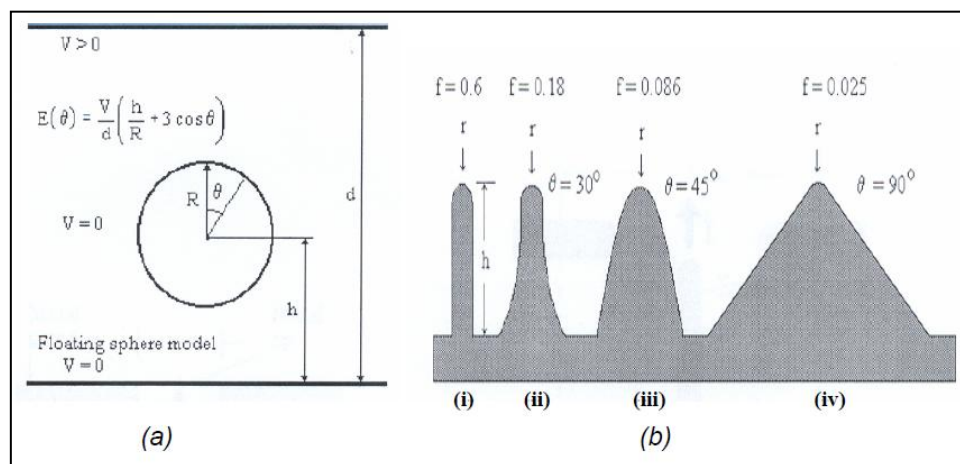 V > 0
E(θ) = V/d (h/R + 3 cosθ)
R
θ
V = 0
d
h
Floating sphere model
V = 0
(a)
f = 0.6 f = 0.18 f = 0.086 f = 0.025
r r r r
θ = 30° θ = 45° θ = 90°
h
(i) (ii) (iii) (iv)
(b)